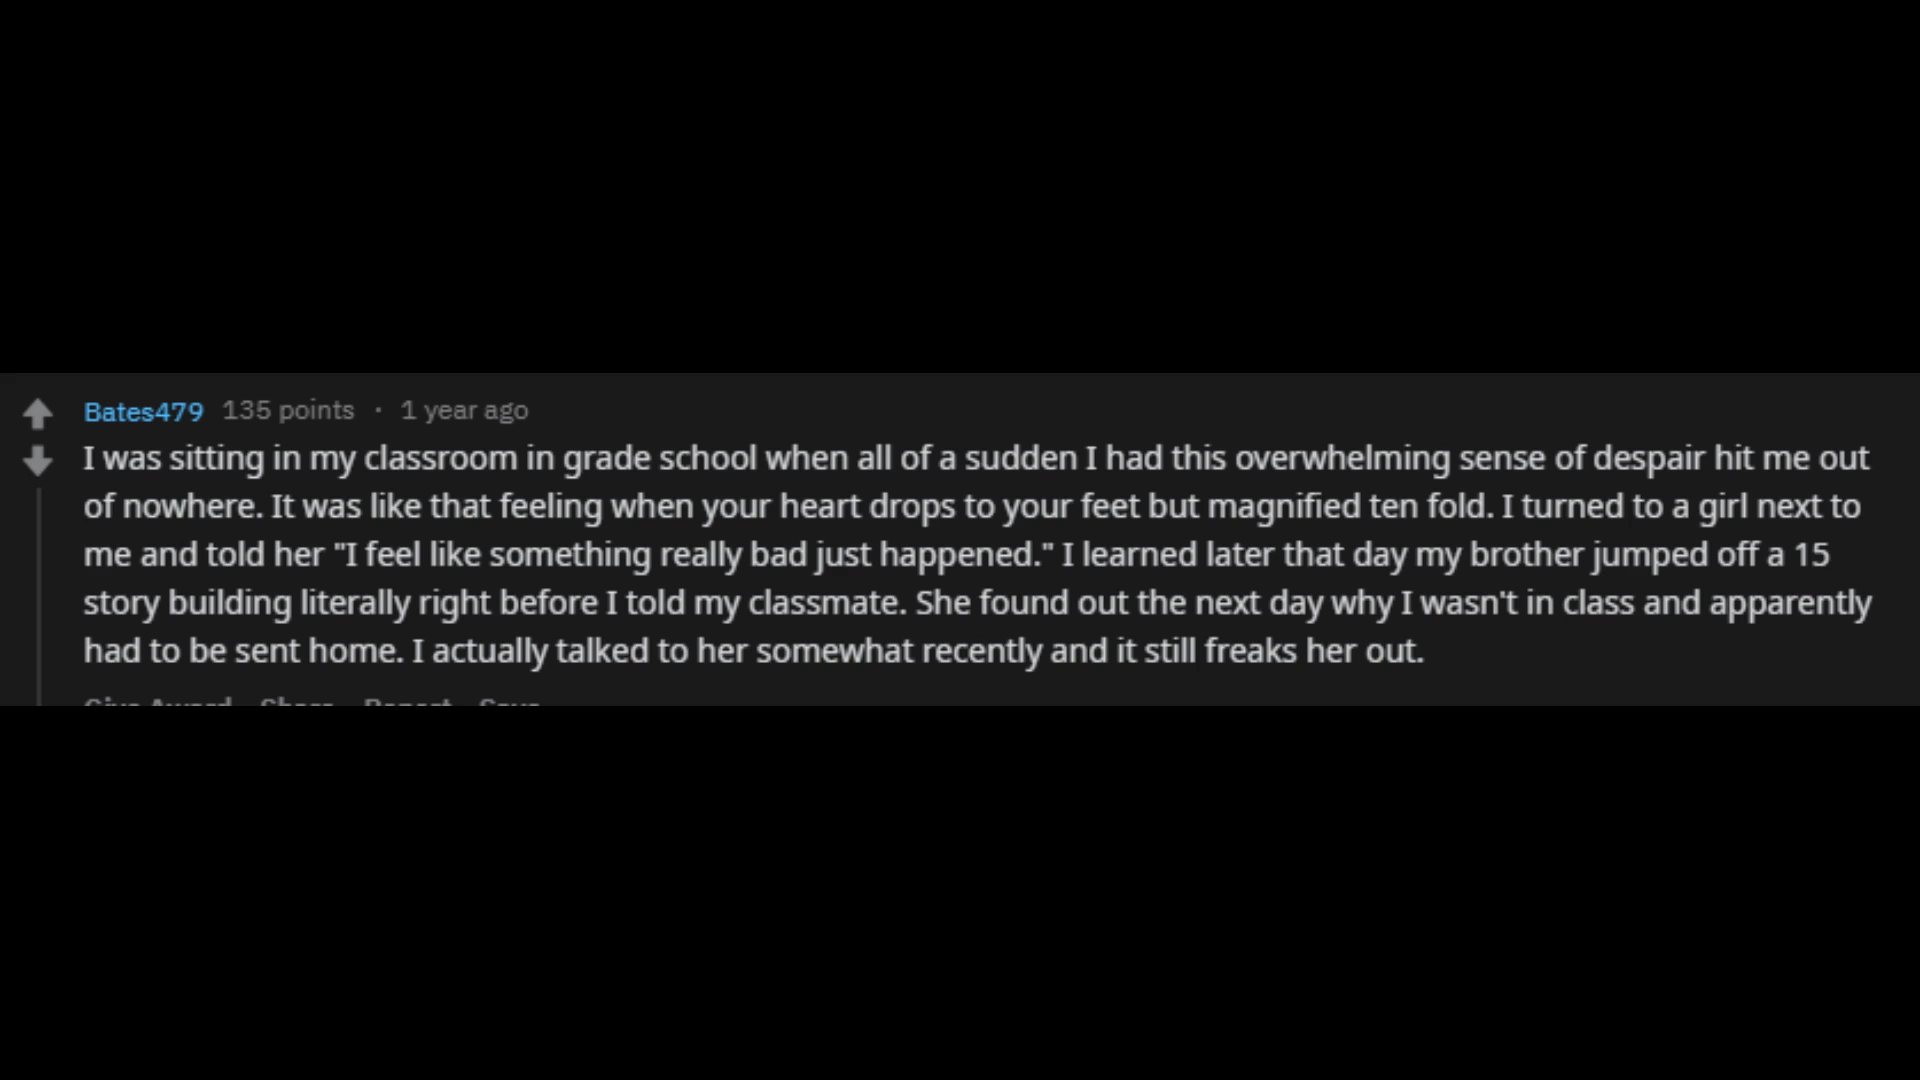 Bates479 135 points · 1 year ago
I was sitting in my classroom in grade school when all of a sudden I had this overwhelming sense of despair hit me out
of nowhere. It was like that feeling when your heart drops to your feet but magnified ten fold. I turned to a girl next to
me and told her "I feel like something really bad just happened." I learned later that day my brother jumped off a 15
story building literally right before I told my classmate. She found out the next day why I wasn't in class and apparently
had to be sent home. I actually talked to her somewhat recently and it still freaks her out.
Give Award Share Report Save